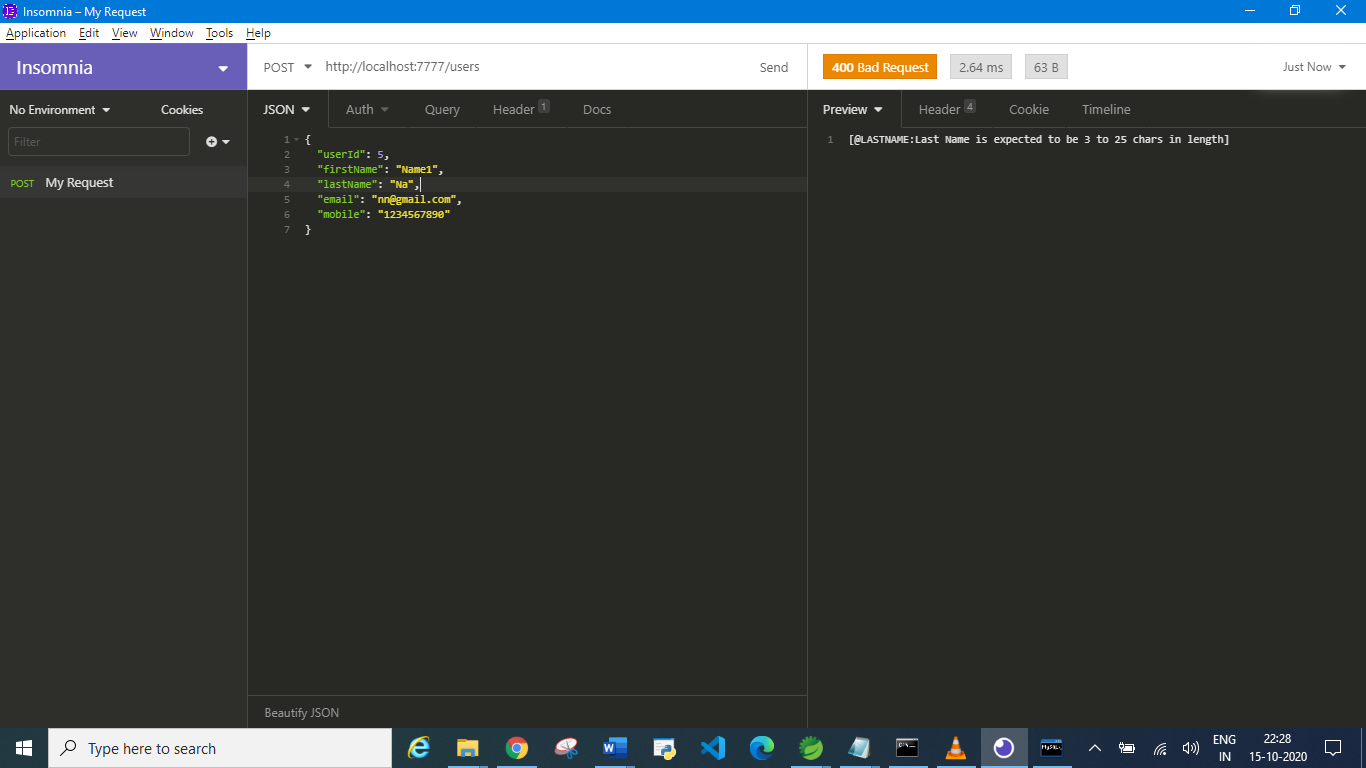 Insomnia – My Request
Application Edit View Window Tools Help
Insomnia
POST http://localhost:7777/users Send
400 Bad Request 2.64 ms 63 B Just Now
No Environment Cookies
JSON Auth Query Header 1 Docs
Preview Header 4 Cookie Timeline
Filter
POST My Request
1 {
2 "userId": 5,
3 "firstName": "Name1",
4 "lastName": "Na",
5 "email": "nn@gmail.com",
6 "mobile": "1234567890"
7 }
1 [@LASTNAME:Last Name is expected to be 3 to 25 chars in length]
Beautify JSON
Type here to search
MySQL
ENG
IN
22:28
15-10-2020